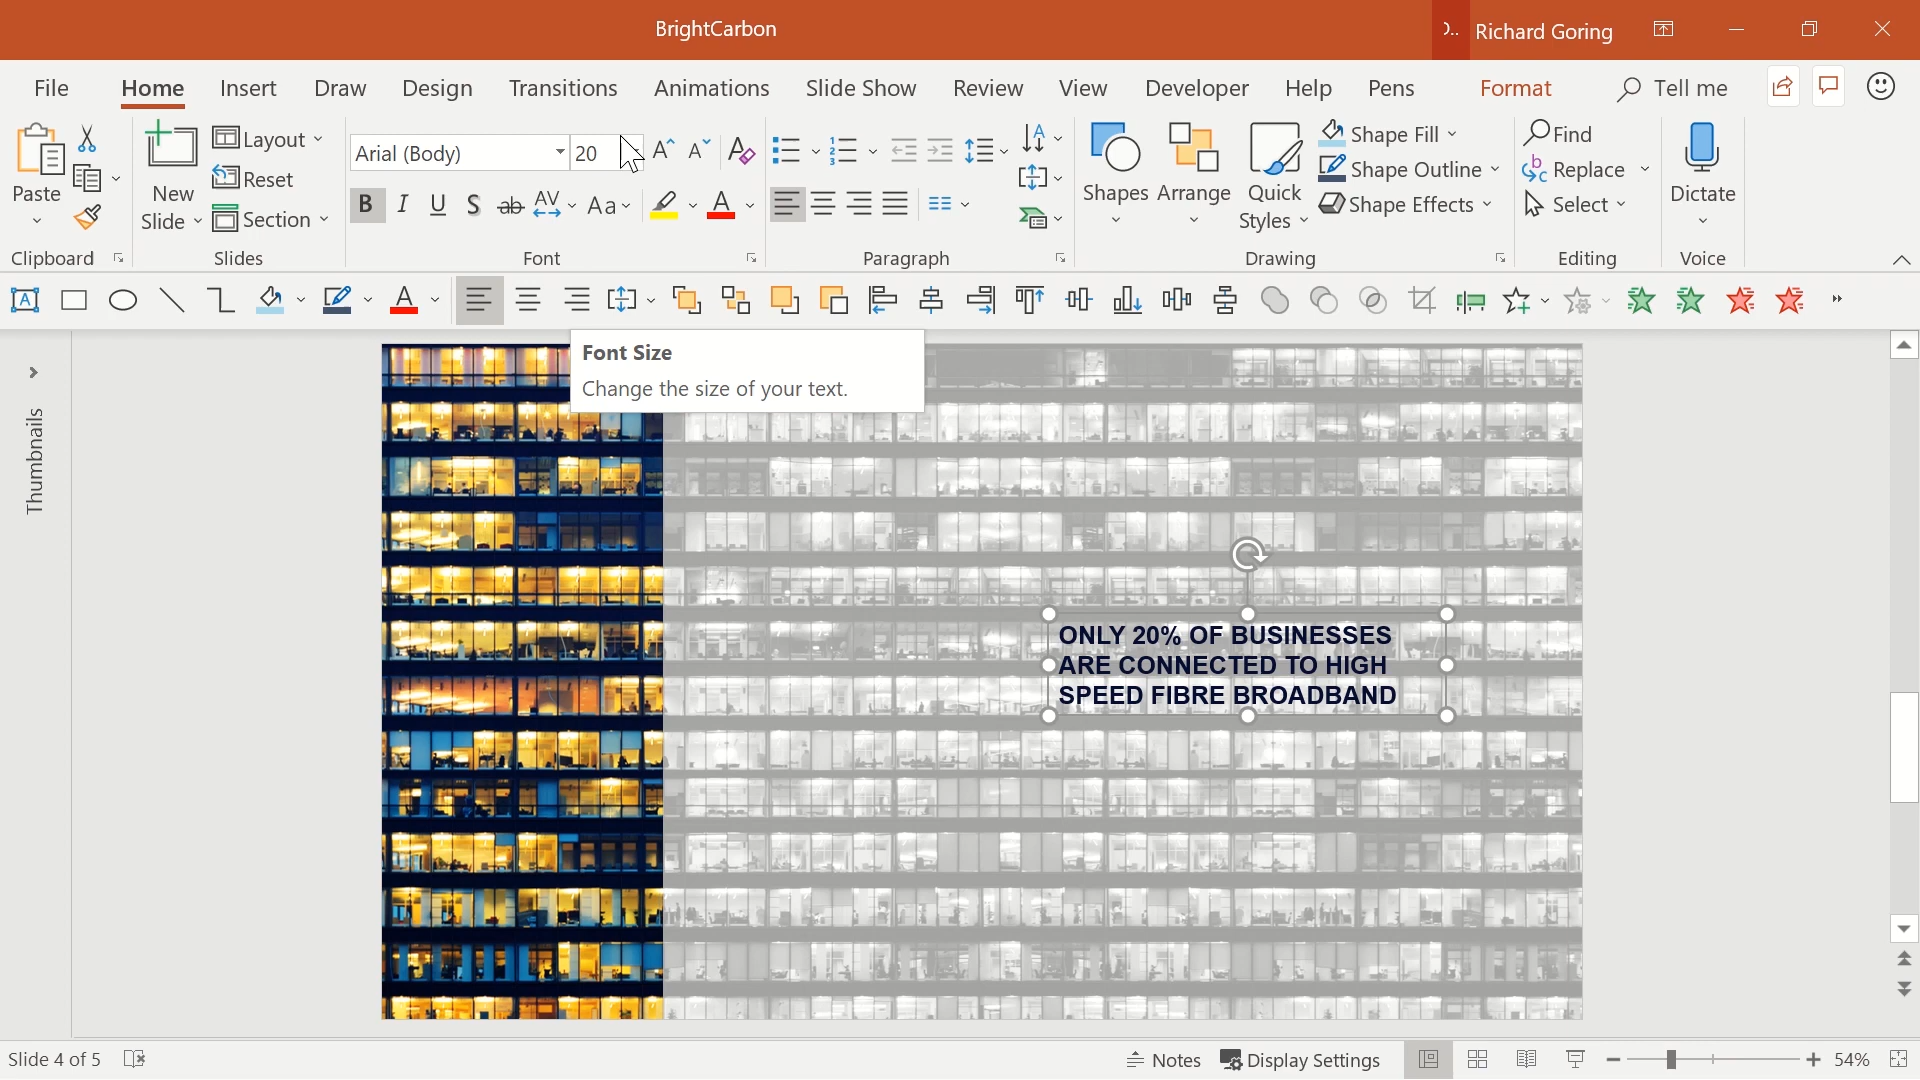 BrightCarbon
Richard Goring
File Home Insert Draw Design Transitions Animations Slide Show Review View Developer Help Pens Format Tell me
Paste
New Slide
Layout
Reset
Section
Arial (Body) 20
Shapes
Arrange
Quick Styles
Shape Fill
Shape Outline
Shape Effects
Find
Replace
Select
Dictate
Clipboard Slides Font Paragraph Drawing Editing Voice
Font Size
Change the size of your text.
Thumbnails
ONLY 20% OF BUSINESSES
ARE CONNECTED TO HIGH
SPEED FIBRE BROADBAND
Slide 4 of 5 Notes Display Settings 54%